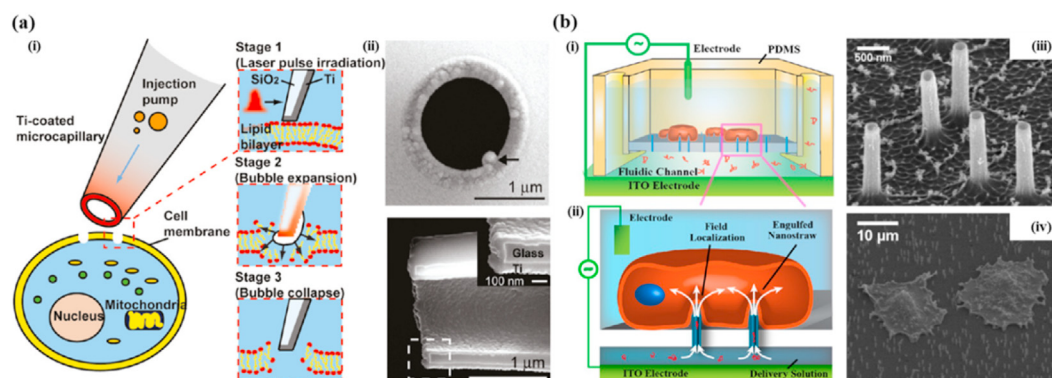 (a)
(i)
Injection
pump
Ti-coated
microcapillary
Cell
membrane
Nucleus
Mitochondria
Stage 1
(Laser pulse irradiation)
SiO2
Ti
Lipid
bilayer
Stage 2
(Bubble expansion)
Stage 3
(Bubble collapse)
(ii)
1 μm
Glass
Ti
100 nm
1 μm
(b)
(i)
Electrode
PDMS
Fluidic Channel
ITO Electrode
(ii)
Electrode
Field
Localization
Engulfed
Nanostraw
Delivery Solution
ITO Electrode
(iii)
500 nm
(iv)
10 μm